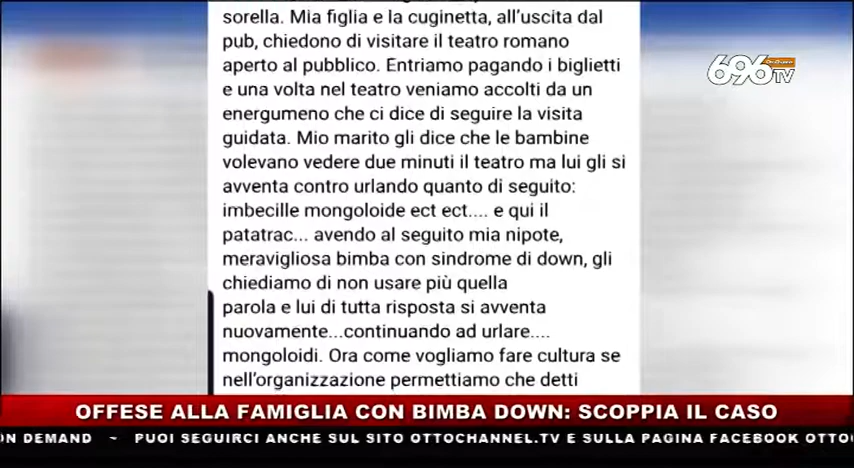 sorella. Mia figlia e la cuginetta, all'uscita dal
pub, chiedono di visitare il teatro romano
aperto al pubblico. Entriamo pagando i biglietti
e una volta nel teatro veniamo accolti da un
energumeno che ci dice di seguire la visita
guidata. Mio marito gli dice che le bambine
volevano vedere due minuti il teatro ma lui gli si
avventa contro urlando quanto di seguito:
imbecille mongoloide ect ect.... e qui il
patatrac... avendo al seguito mia nipote,
meravigliosa bimba con sindrome di down, gli
chiediamo di non usare più quella
parola e lui di tutta risposta si avventa
nuovamente...continuando ad urlare....
mongoloidi. Ora come vogliamo fare cultura se
nell'organizzazione permettiamo che detti
696
TV
OFFESE ALLA FAMIGLIA CON BIMBA DOWN: SCOPPIA IL CASO
ON DEMAND ~ PUOI SEGUIRCI ANCHE SUL SITO OTTOCHANNEL.TV E SULLA PAGINA FACEBOOK OTTO